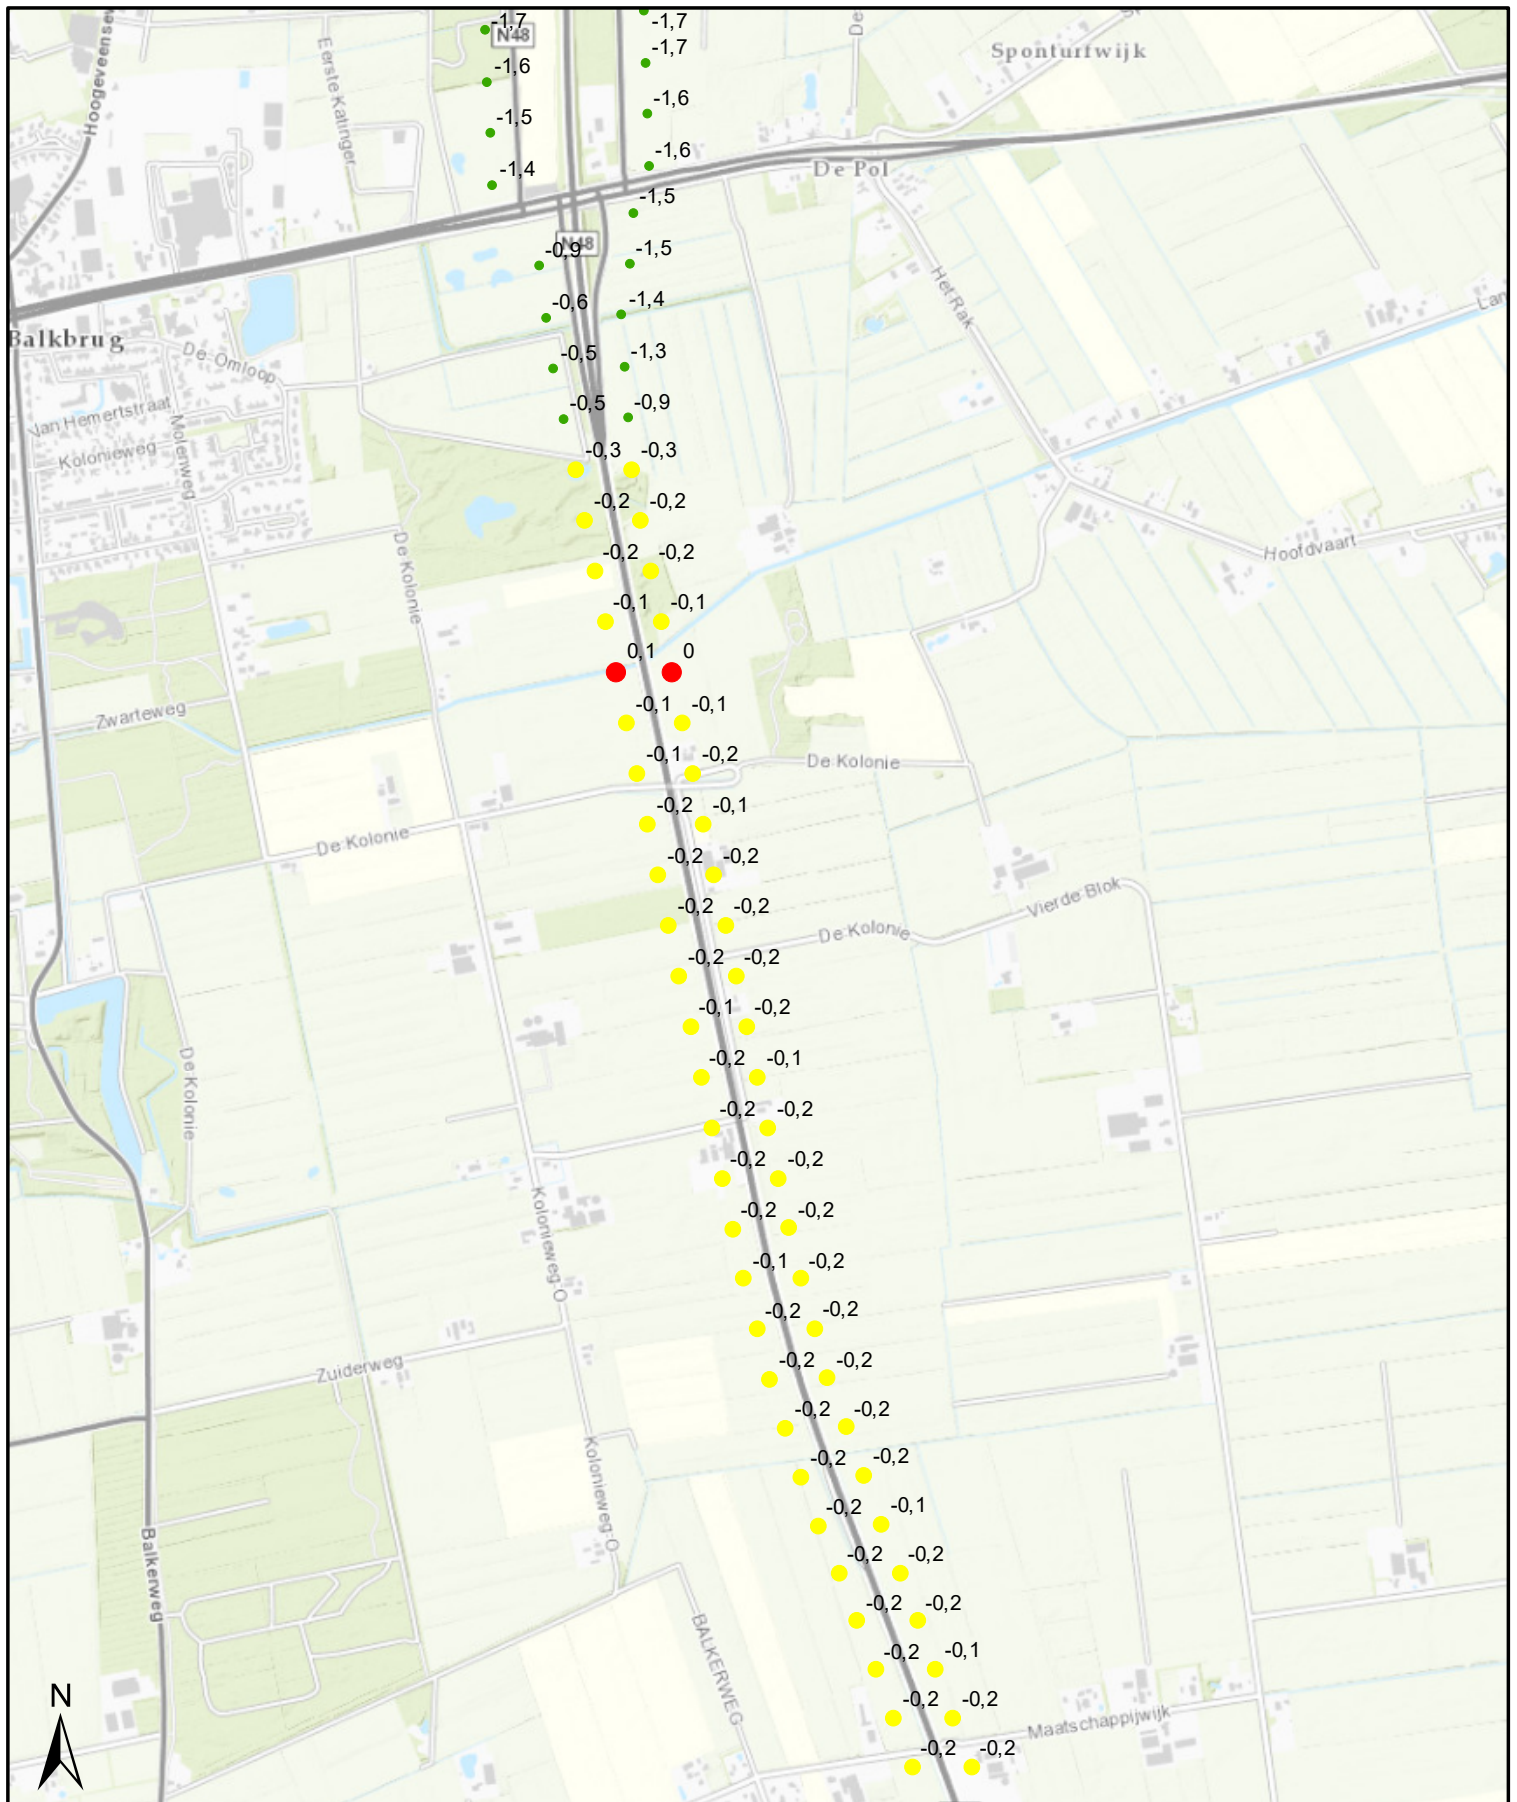 -1,7
N48
-1,7
-1,7
Sponturfwijk
Hoogeveensew
Eerste Katinger
De
-1,6
-1,6
-1,5
-1,6
-1,4
De Pol
-1,5
N48
-0,9
-1,5
Het Rak
-0,6
-1,4
Lan
Balkbrug
De Omloop
-0,5
-1,3
Van Hemertstraat
-0,5
-0,9
Molenweg
Kolonieweg
-0,3
-0,3
-0,2
-0,2
De Kolonie
Hoofdvaart
-0,2
-0,2
-0,1
-0,1
0,1
0
Zwarteweg
-0,1
-0,1
-0,1
-0,2
De Kolonie
-0,2
-0,1
De Kolonie
-0,2
-0,2
Vierde Blok
-0,2
-0,2
De Kolonie
-0,2
-0,2
-0,1
-0,2
De Kolonie
-0,2
-0,1
-0,2
-0,2
-0,2
-0,2
Kolonieweg-O
-0,2
-0,2
-0,1
-0,2
-0,2
-0,2
Zuiderweg
-0,2
-0,2
-0,2
-0,2
Kolonieweg-O
-0,2
-0,2
-0,2
-0,1
Balkerweg
-0,2
-0,2
-0,2
-0,2
BALKERWEG
-0,2
-0,1
N
-0,2
-0,2
Maatschappijwijk
-0,2
-0,2